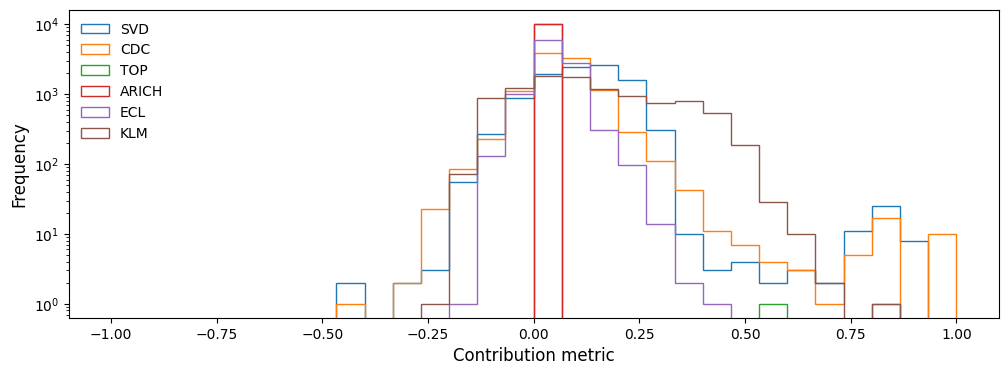 SVD
CDC
TOP
ARICH
ECL
KLM
Frequency
10⁴
10³
10²
10¹
10⁰
−1.00 −0.75 −0.50 −0.25 0.00 0.25 0.50 0.75 1.00
Contribution metric